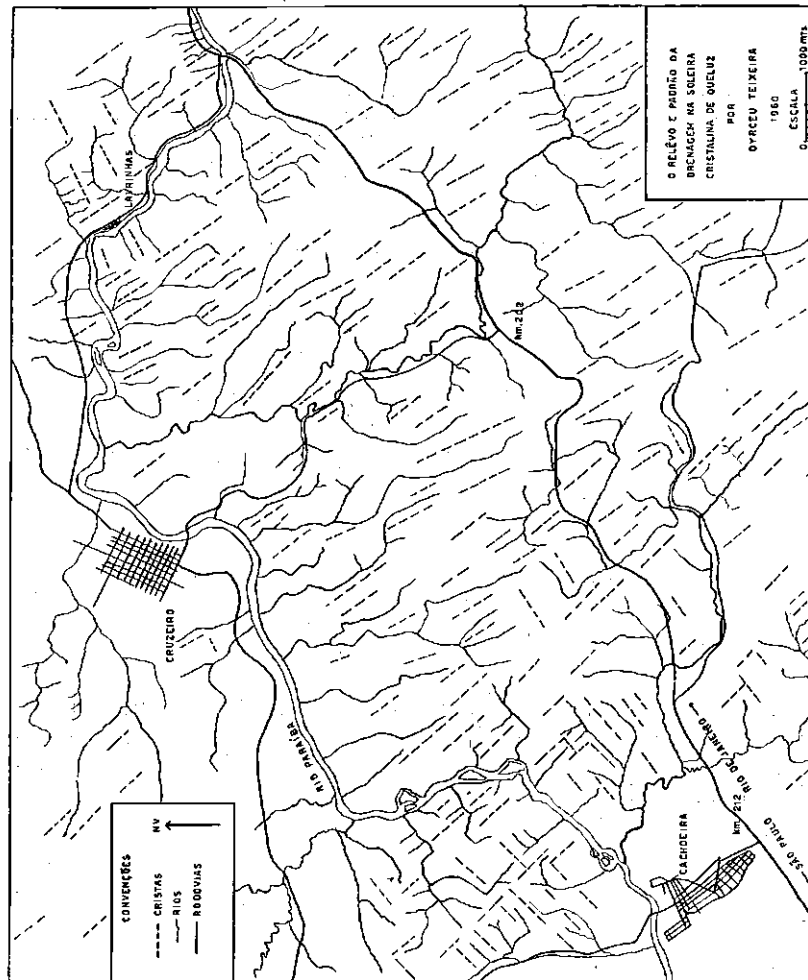 O RELÊVO E PADRÃO DA
DRENAGEM NA SOLEIRA
CRISTALINA DE QUELUZ
POR
DYRCEU TEIXEIRA
1960
ESCALA
0 1000 mts
LAVRINHAS
km. 202
CRUZEIRO
RIO PARAÍBA
CONVENÇÕES
NV
CRISTAS
RIOS
RODOVIAS
RIO DE JANEIRO
km. 212
SÃO PAULO
CACHOEIRA